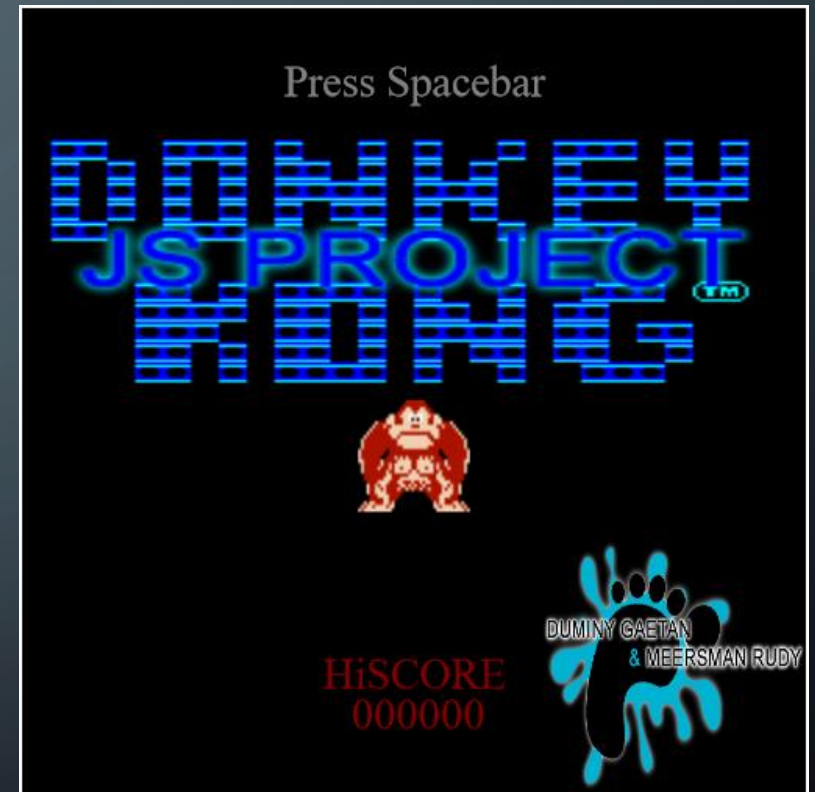 Press Spacebar
DONKEY
JS PROJECT
TM
KONG
DUMINY GAETAN
& MEERSMAN RUDY
HiSCORE
000000